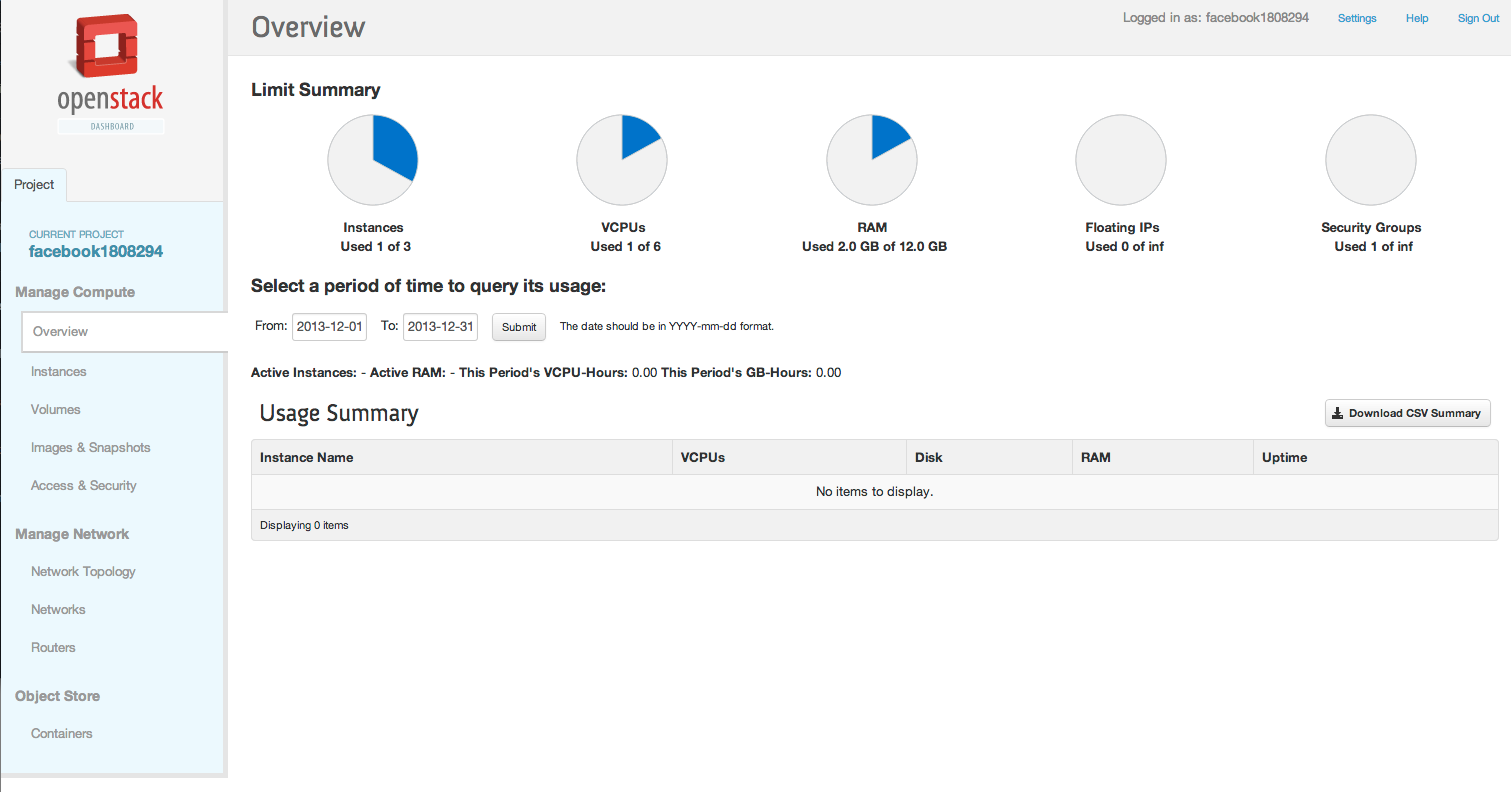 openstack
DASHBOARD
Project
CURRENT PROJECT
facebook1808294
Manage Compute
Overview
Instances
Volumes
Images & Snapshots
Access & Security
Manage Network
Network Topology
Networks
Routers
Object Store
Containers
Overview
Logged in as: facebook1808294 Settings Help Sign Out
Limit Summary
Instances
Used 1 of 3
VCPUs
Used 1 of 6
RAM
Used 2.0 GB of 12.0 GB
Floating IPs
Used 0 of inf
Security Groups
Used 1 of inf
Select a period of time to query its usage:
From: 2013-12-01 To: 2013-12-31 Submit The date should be in YYYY-mm-dd format.
Active Instances: - Active RAM: - This Period's VCPU-Hours: 0.00 This Period's GB-Hours: 0.00
Usage Summary
Download CSV Summary
Instance Name VCPUs Disk RAM Uptime
No items to display.
Displaying 0 items